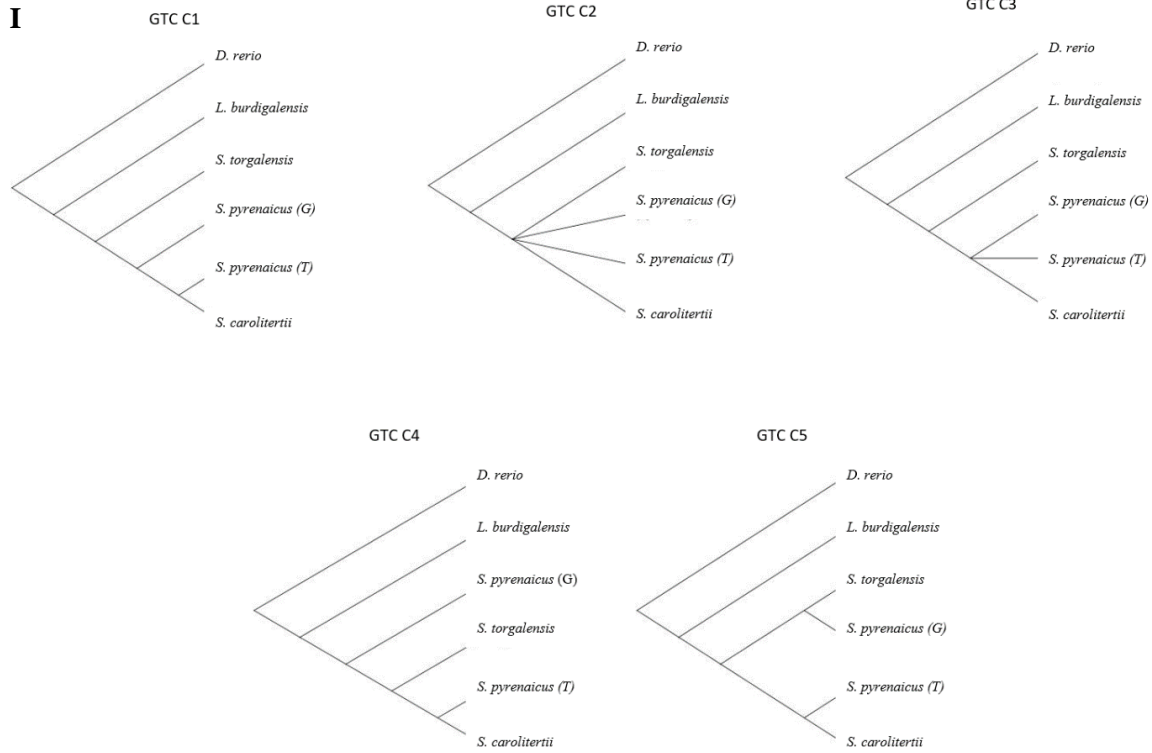 I
GTC C1
D. rerio
L. burdigalensis
S. torgalensis
S. pyrenaicus (G)
S. pyrenaicus (T)
S. carolitertii
GTC C2
D. rerio
L. burdigalensis
S. torgalensis
S. pyrenaicus (G)
S. pyrenaicus (T)
S. carolitertii
GTC C3
D. rerio
L. burdigalensis
S. torgalensis
S. pyrenaicus (G)
S. pyrenaicus (T)
S. carolitertii
GTC C4
D. rerio
L. burdigalensis
S. pyrenaicus (G)
S. torgalensis
S. pyrenaicus (T)
S. carolitertii
GTC C5
D. rerio
L. burdigalensis
S. torgalensis
S. pyrenaicus (G)
S. pyrenaicus (T)
S. carolitertii